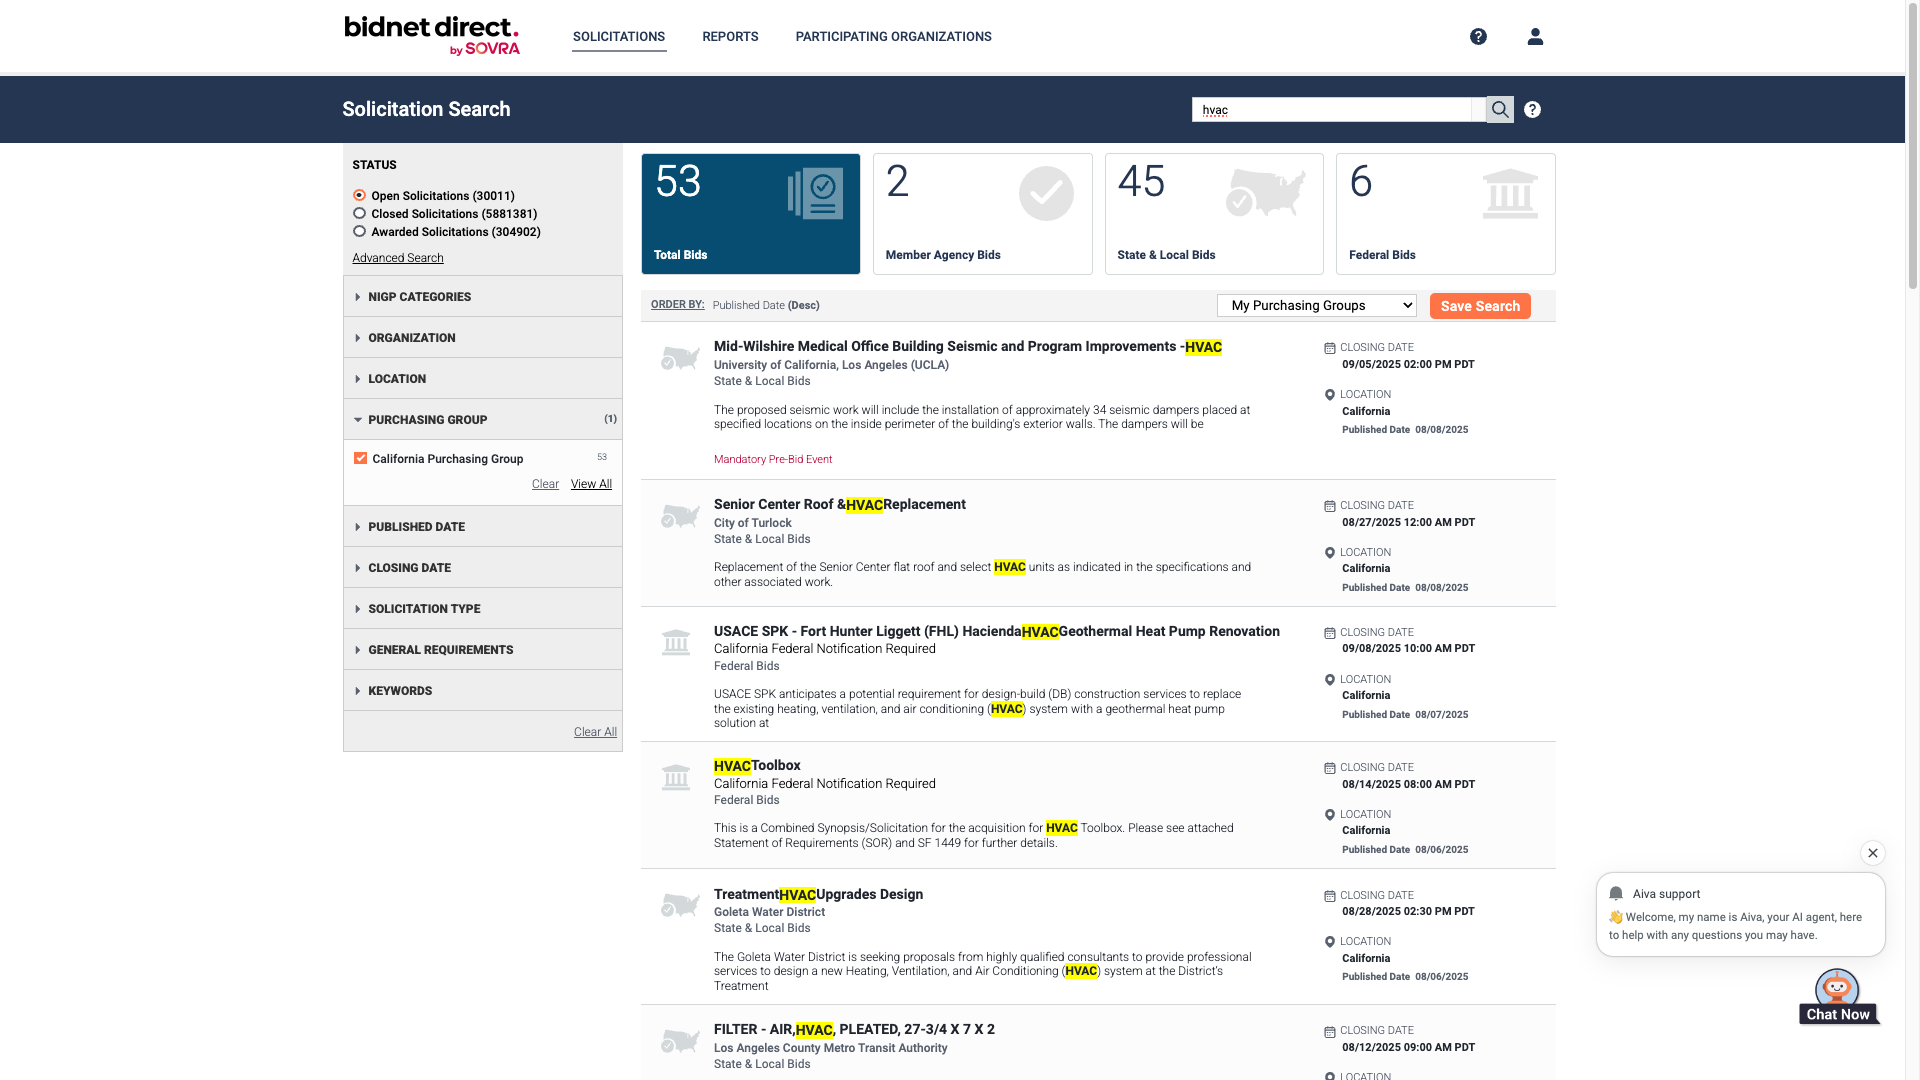 bidnet direct.
by SOVRA
SOLICITATIONS
REPORTS
PARTICIPATING ORGANIZATIONS
Solicitation Search
hvac
STATUS
Open Solicitations (30011)
Closed Solicitations (5881381)
Awarded Solicitations (304902)
Advanced Search
NIGP CATEGORIES
ORGANIZATION
LOCATION
PURCHASING GROUP (1)
California Purchasing Group 53
Clear View All
PUBLISHED DATE
CLOSING DATE
SOLICITATION TYPE
GENERAL REQUIREMENTS
KEYWORDS
Clear All
53
Total Bids
2
Member Agency Bids
45
State & Local Bids
6
Federal Bids
ORDER BY: Published Date (Desc)
My Purchasing Groups
Save Search
Mid-Wilshire Medical Office Building Seismic and Program Improvements -HVAC
University of California, Los Angeles (UCLA)
State & Local Bids
The proposed seismic work will include the installation of approximately 34 seismic dampers placed at
specified locations on the inside perimeter of the building's exterior walls. The dampers will be
Mandatory Pre-Bid Event
CLOSING DATE
09/05/2025 02:00 PM PDT
LOCATION
California
Published Date 08/08/2025
Senior Center Roof &HVACReplacement
City of Turlock
State & Local Bids
Replacement of the Senior Center flat roof and select HVAC units as indicated in the specifications and
other associated work.
CLOSING DATE
08/27/2025 12:00 AM PDT
LOCATION
California
Published Date 08/08/2025
USACE SPK - Fort Hunter Liggett (FHL) HaciendaHVACGeothermal Heat Pump Renovation
California Federal Notification Required
Federal Bids
USACE SPK anticipates a potential requirement for design-build (DB) construction services to replace
the existing heating, ventilation, and air conditioning (HVAC) system with a geothermal heat pump
solution at
CLOSING DATE
09/08/2025 10:00 AM PDT
LOCATION
California
Published Date 08/07/2025
HVACToolbox
California Federal Notification Required
Federal Bids
This is a Combined Synopsis/Solicitation for the acquisition for HVAC Toolbox. Please see attached
Statement of Requirements (SOR) and SF 1449 for further details.
CLOSING DATE
08/14/2025 08:00 AM PDT
LOCATION
California
Published Date 08/06/2025
TreatmentHVACUpgrades Design
Goleta Water District
State & Local Bids
The Goleta Water District is seeking proposals from highly qualified consultants to provide professional
services to design a new Heating, Ventilation, and Air Conditioning (HVAC) system at the District's
Treatment
CLOSING DATE
08/28/2025 02:30 PM PDT
LOCATION
California
Published Date 08/06/2025
FILTER - AIR,HVAC, PLEATED, 27-3/4 X 7 X 2
Los Angeles County Metro Transit Authority
State & Local Bids
CLOSING DATE
08/12/2025 09:00 AM PDT
LOCATION
Aiva support
👋 Welcome, my name is Aiva, your AI agent, here
to help with any questions you may have.
Chat Now